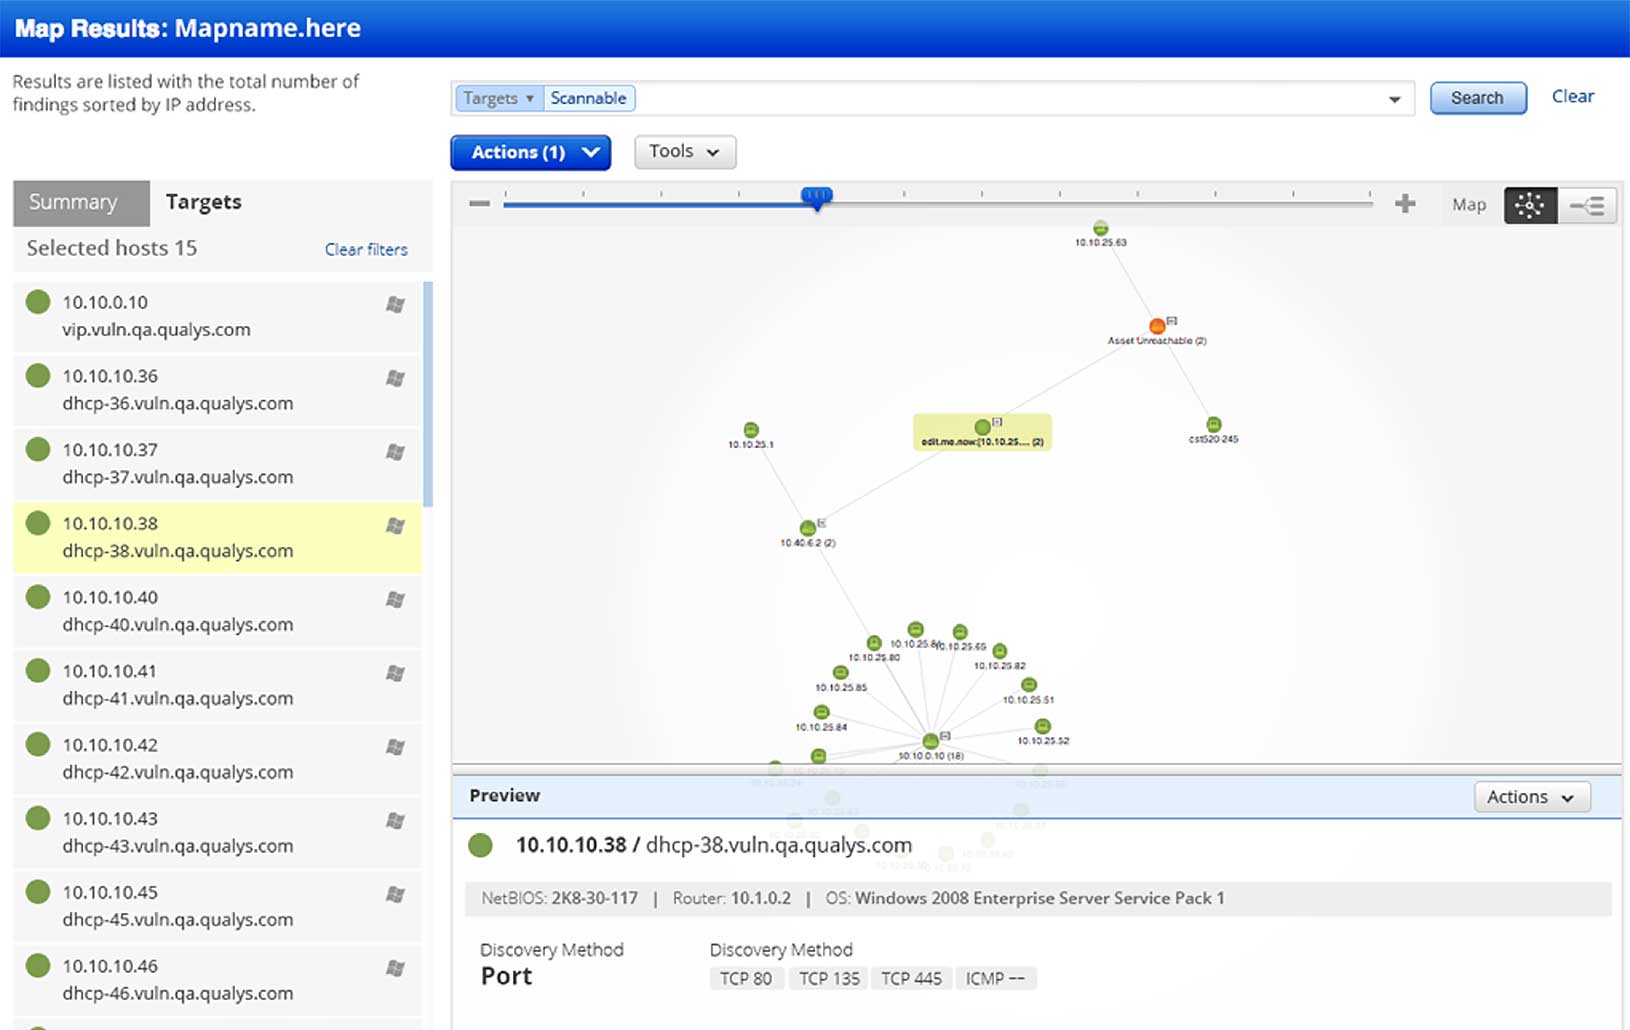 Map Results: Mapname.here
Results are listed with the total number of
findings sorted by IP address.
Targets Scannable
Search
Clear
Actions (1)
Tools
Summary
Targets
Selected hosts 15
Clear filters
10.10.0.10
vip.vuln.qa.qualys.com
10.10.10.36
dhcp-36.vuln.qa.qualys.com
10.10.10.37
dhcp-37.vuln.qa.qualys.com
10.10.10.38
dhcp-38.vuln.qa.qualys.com
10.10.10.40
dhcp-40.vuln.qa.qualys.com
10.10.10.41
dhcp-41.vuln.qa.qualys.com
10.10.10.42
dhcp-42.vuln.qa.qualys.com
10.10.10.43
dhcp-43.vuln.qa.qualys.com
10.10.10.45
dhcp-45.vuln.qa.qualys.com
10.10.10.46
dhcp-46.vuln.qa.qualys.com
Map
10.10.25.63
Asset Unreachable (2)
10.10.25.1
edit.me.now:[10.10.25.... (2)
cst520-245
10.40.6.2 (2)
10.10.25.80
10.10.25.65
10.10.25.82
10.10.25.85
10.10.25.51
10.10.25.84
10.10.25.52
10.10.0.10 (18)
Preview
Actions
10.10.10.38 / dhcp-38.vuln.qa.qualys.com
NetBIOS: 2K8-30-117 | Router: 10.1.0.2 | OS: Windows 2008 Enterprise Server Service Pack 1
Discovery Method
Port
Discovery Method
TCP 80 TCP 135 TCP 445 ICMP --